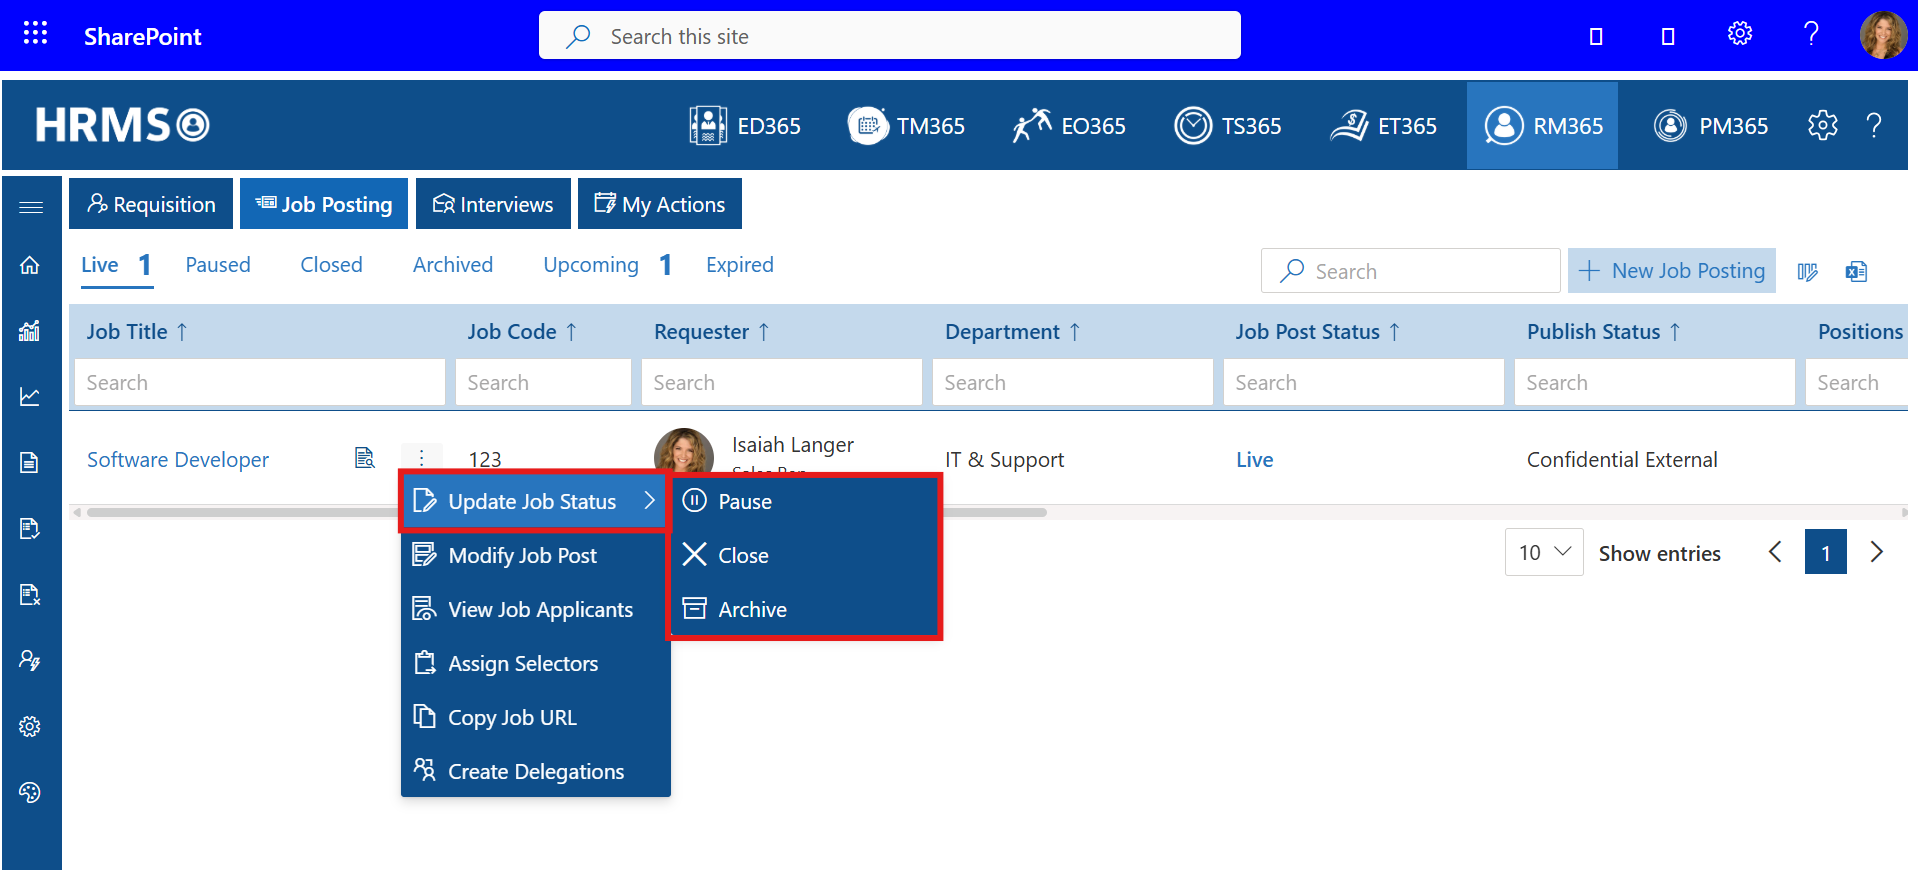 SharePoint
Search this site
HRMS
ED365
TM365
EO365
TS365
ET365
RM365
PM365
Requisition
Job Posting
Interviews
My Actions
Live 1
Paused
Closed
Archived
Upcoming 1
Expired
Search
New Job Posting
Job Title ↑
Job Code ↑
Requester ↑
Department ↑
Job Post Status ↑
Publish Status ↑
Positions
Search
Search
Search
Search
Search
Search
Search
Software Developer
123
Isaiah Langer
Sales Rep
IT & Support
Live
Confidential External
Update Job Status
Modify Job Post
View Job Applicants
Assign Selectors
Copy Job URL
Create Delegations
Pause
Close
Archive
10
Show entries
1